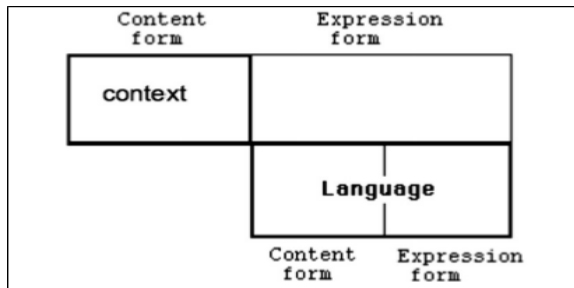 Content form
Expression form
context
Language
Content form
Expression form